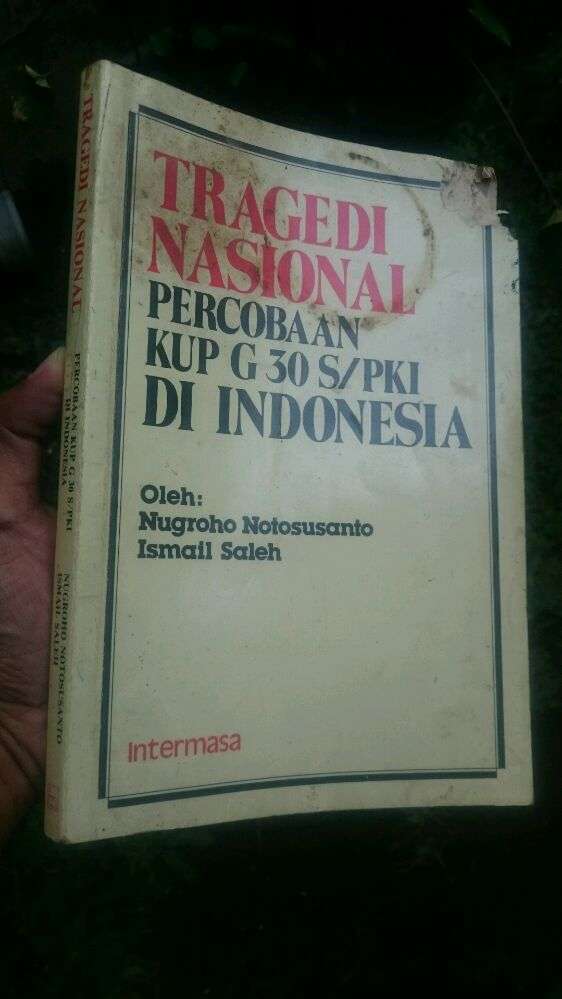 TRAGEDI
NASIONAL
PERCOBAAN
KUP G 30 S/PKI
DI INDONESIA
Oleh:
Nugroho Notosusanto
Ismail Saleh
Intermasa
TRAGEDI NASIONAL
PERCOBAAN KUP G 30 S/PKI
DI INDONESIA
NUGROHO NOTOSUSANTO
ISMAIL SALEH